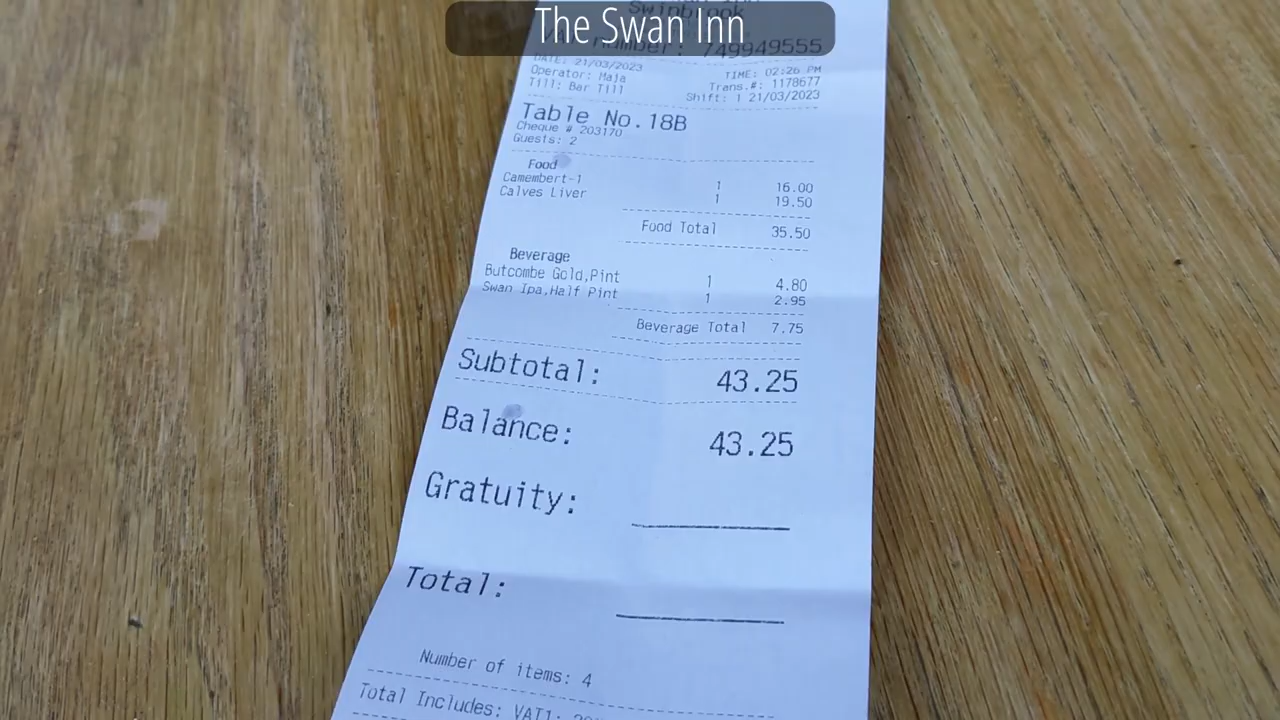 The Swan Inn
Swinbrook
VAT number: 749949555
DATE: 21/03/2023 TIME: 02:26 PM
Operator: Maja Trans.#: 1178677
Till: Bar Till Shift: 1 21/03/2023
Table No.18B
Cheque # 203170
Guests: 2
Food
Camembert-1 1 16.00
Calves Liver 1 19.50
Food Total 35.50
Beverage
Butcombe Gold,Pint 1 4.80
Swan Ipa,Half Pint 1 2.95
Beverage Total 7.75
Subtotal: 43.25
Balance: 43.25
Gratuity:
Total:
Number of items: 4
Total Includes: VAT1: